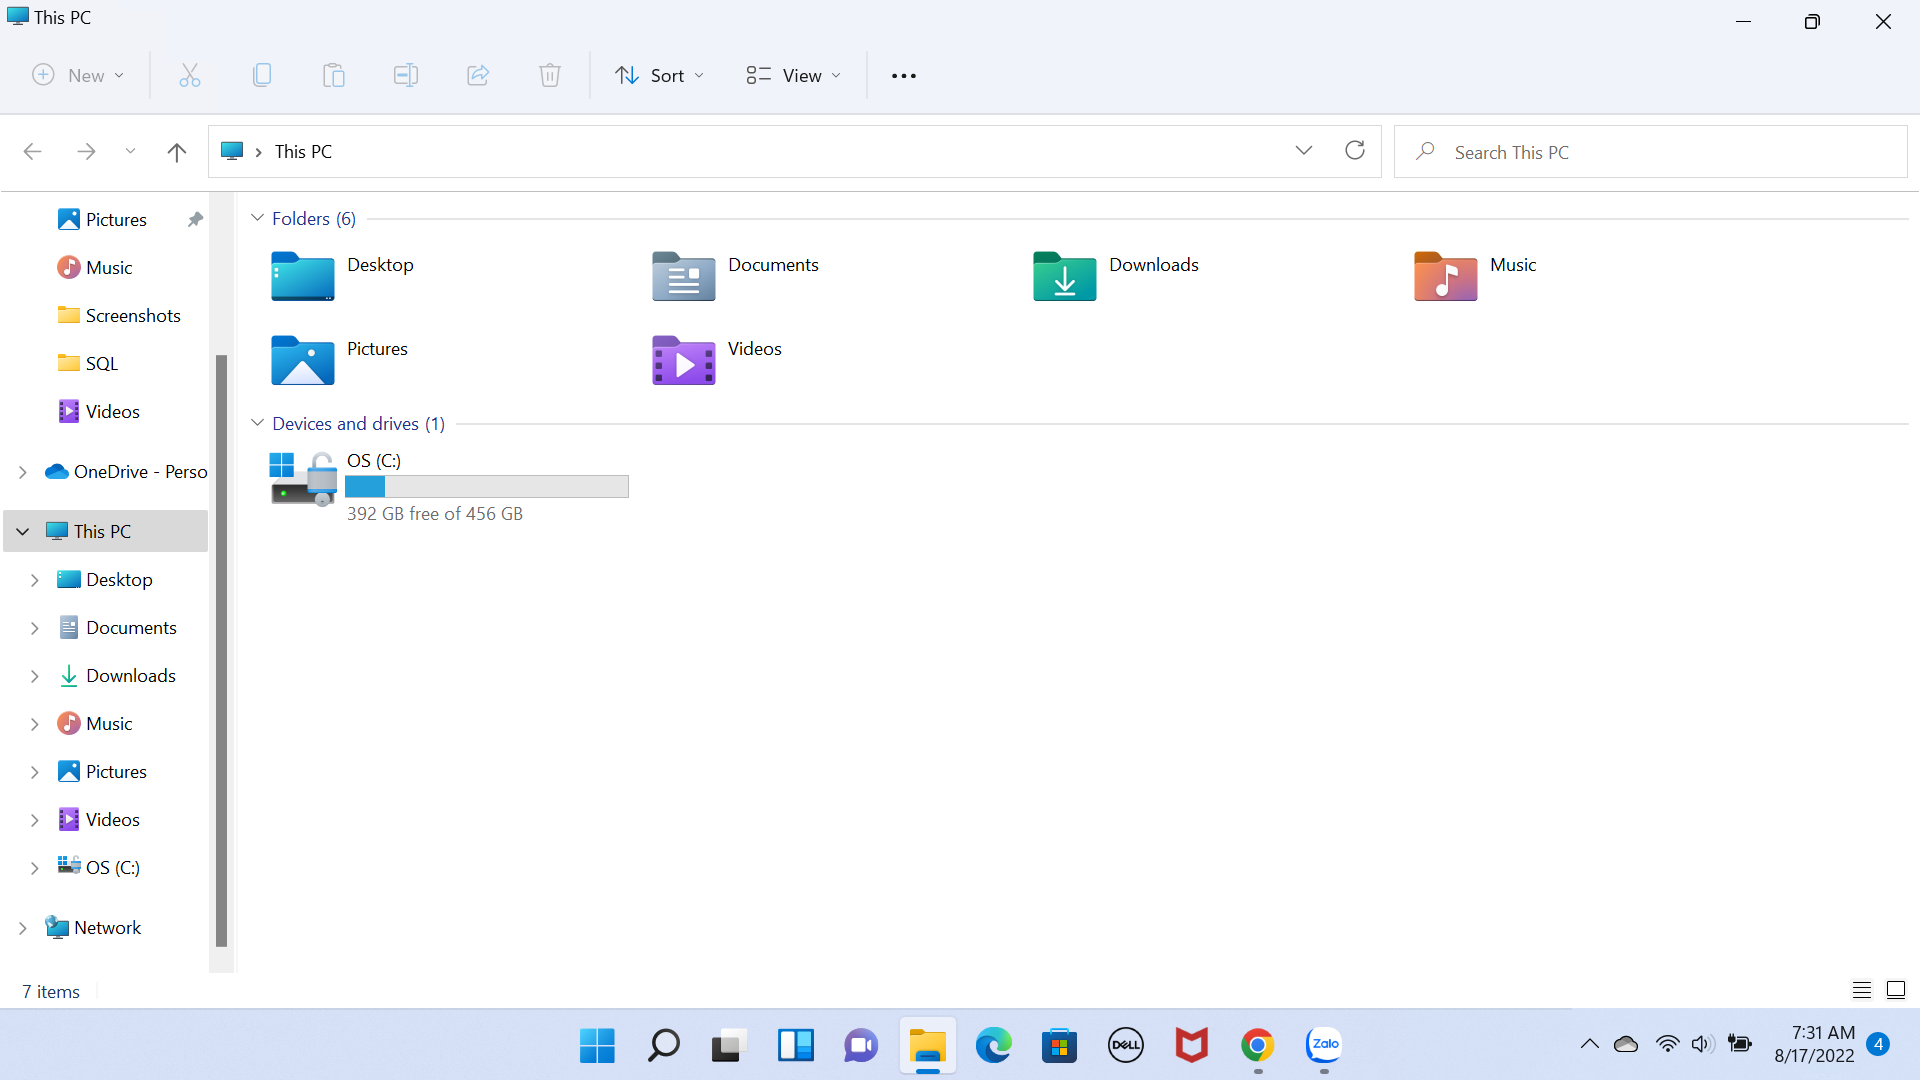 This PC
New
Sort
View
This PC
Search This PC
Pictures
Music
Screenshots
SQL
Videos
OneDrive - Perso
This PC
Desktop
Documents
Downloads
Music
Pictures
Videos
OS (C:)
Network
Folders (6)
Desktop
Documents
Downloads
Music
Pictures
Videos
Devices and drives (1)
OS (C:)
392 GB free of 456 GB
7 items
DELL
Zalo
7:31 AM
8/17/2022
4